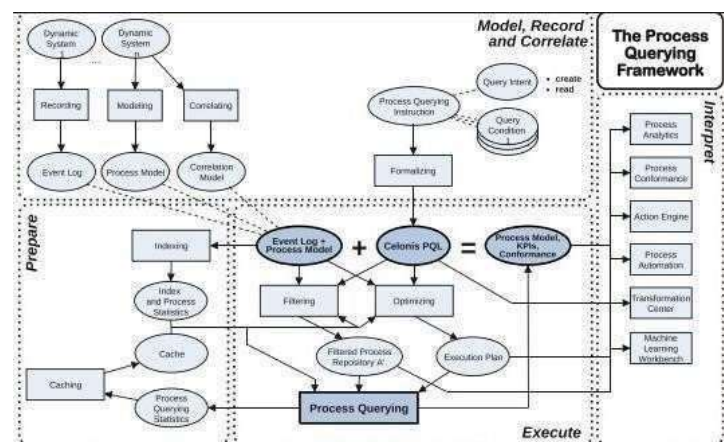 Dynamic
System
1
...
Dynamic
System
n
Model, Record
and Correlate
The Process
Querying
Framework
Recording
Modeling
Correlating
Query Intent
• create
• read
Process Querying
Instruction
Query
Condition
1
Event Log
Process Model
Correlation
Model
Formalizing
Interpret
Process
Analytics
Process
Conformance
Action Engine
Process
Automation
Transformation
Center
Machine
Learning
Workbench
Prepare
Indexing
Event Log +
Process Model
+
Celonis PQL
=
Process Model,
KPIs,
Conformance
Index
and Process
Statistics
Filtering
Optimizing
Cache
Filtered Process
Repository A'.
Execution Plan
Caching
Process
Querying
Statistics
Process Querying
Execute